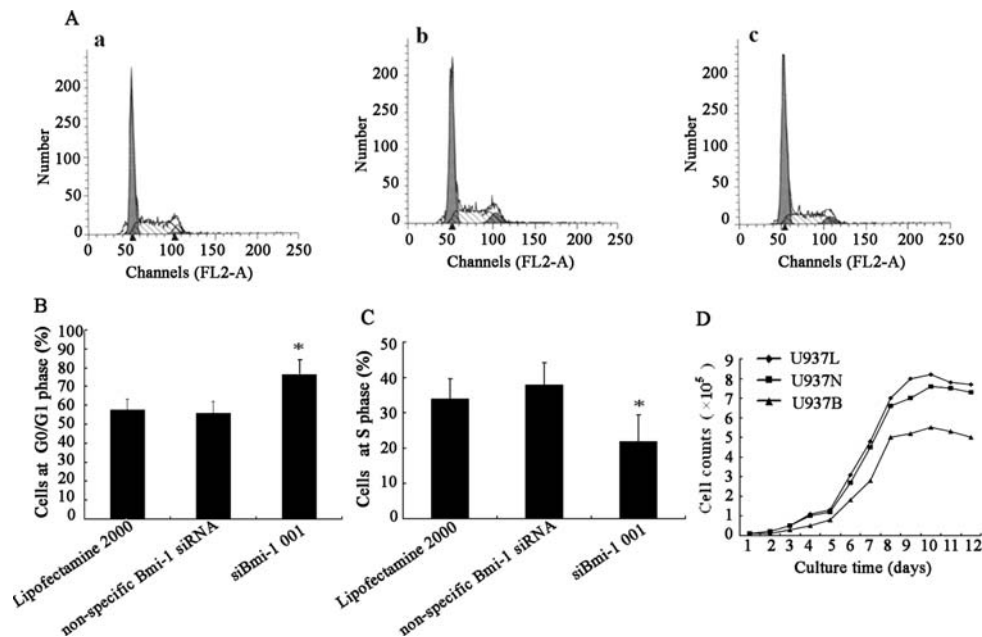 A
a
b
c
200
250
100
50
0
Number
0 50 100 150 200 250
Channels (FL2-A)
200
250
100
50
0
Number
0 50 100 150 200 250
Channels (FL2-A)
200
250
100
50
0
Number
0 50 100 150 200 250
Channels (FL2-A)
B
Cells at G0/G1 phase (%)
100
90
80
70
60
50
40
30
20
10
0
*
Lipofectamine 2000
non-specific Bmi-1 siRNA
siBmi-1 001
C
Cells at S phase (%)
50
40
30
20
10
0
*
Lipofectamine 2000
non-specific Bmi-1 siRNA
siBmi-1 001
D
Cell counts (×10⁵)
9
8
7
6
5
4
3
2
1
0
U937L
U937N
U937B
1 2 3 4 5 6 7 8 9 10 11 12
Culture time (days)